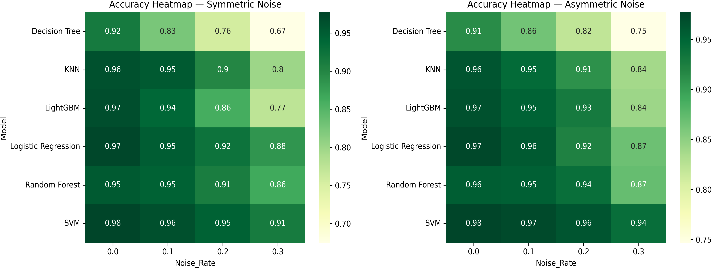 Accuracy Heatmap — Symmetric Noise
Model
Decision Tree 0.92 0.83 0.76 0.67
KNN 0.96 0.95 0.9 0.8
LightGBM 0.97 0.94 0.86 0.77
Logistic Regression 0.97 0.95 0.92 0.88
Random Forest 0.95 0.95 0.91 0.86
SVM 0.98 0.96 0.95 0.91
0.0 0.1 0.2 0.3
Noise_Rate
0.95
0.90
0.85
0.80
0.75
0.70
Accuracy Heatmap — Asymmetric Noise
Model
Decision Tree 0.91 0.86 0.82 0.75
KNN 0.96 0.95 0.91 0.84
LightGBM 0.97 0.95 0.93 0.84
Logistic Regression 0.97 0.96 0.92 0.87
Random Forest 0.96 0.95 0.94 0.87
SVM 0.98 0.97 0.96 0.94
0.0 0.1 0.2 0.3
Noise_Rate
0.95
0.90
0.85
0.80
0.75